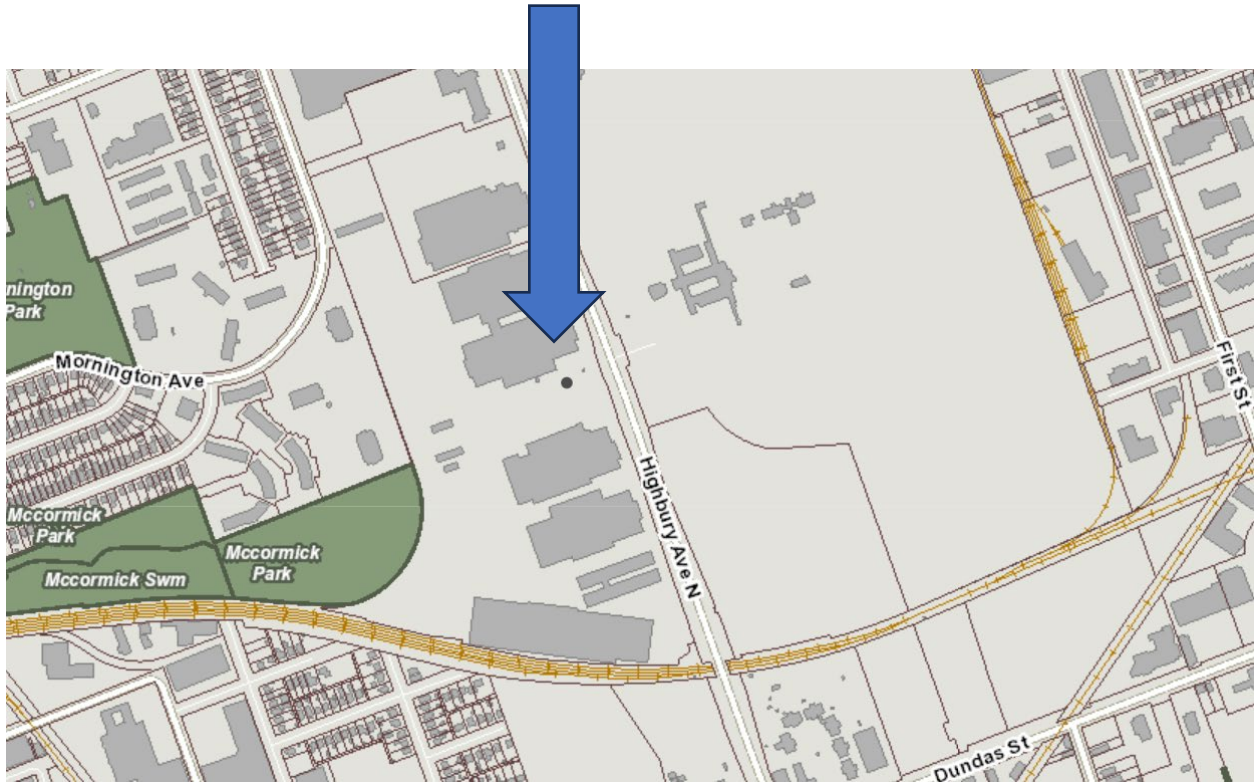 nington
Park
Mornington Ave
First St
Highbury Ave N
Mccormick
Park
Mccormick
Park
Mccormick Swm
Dundas St